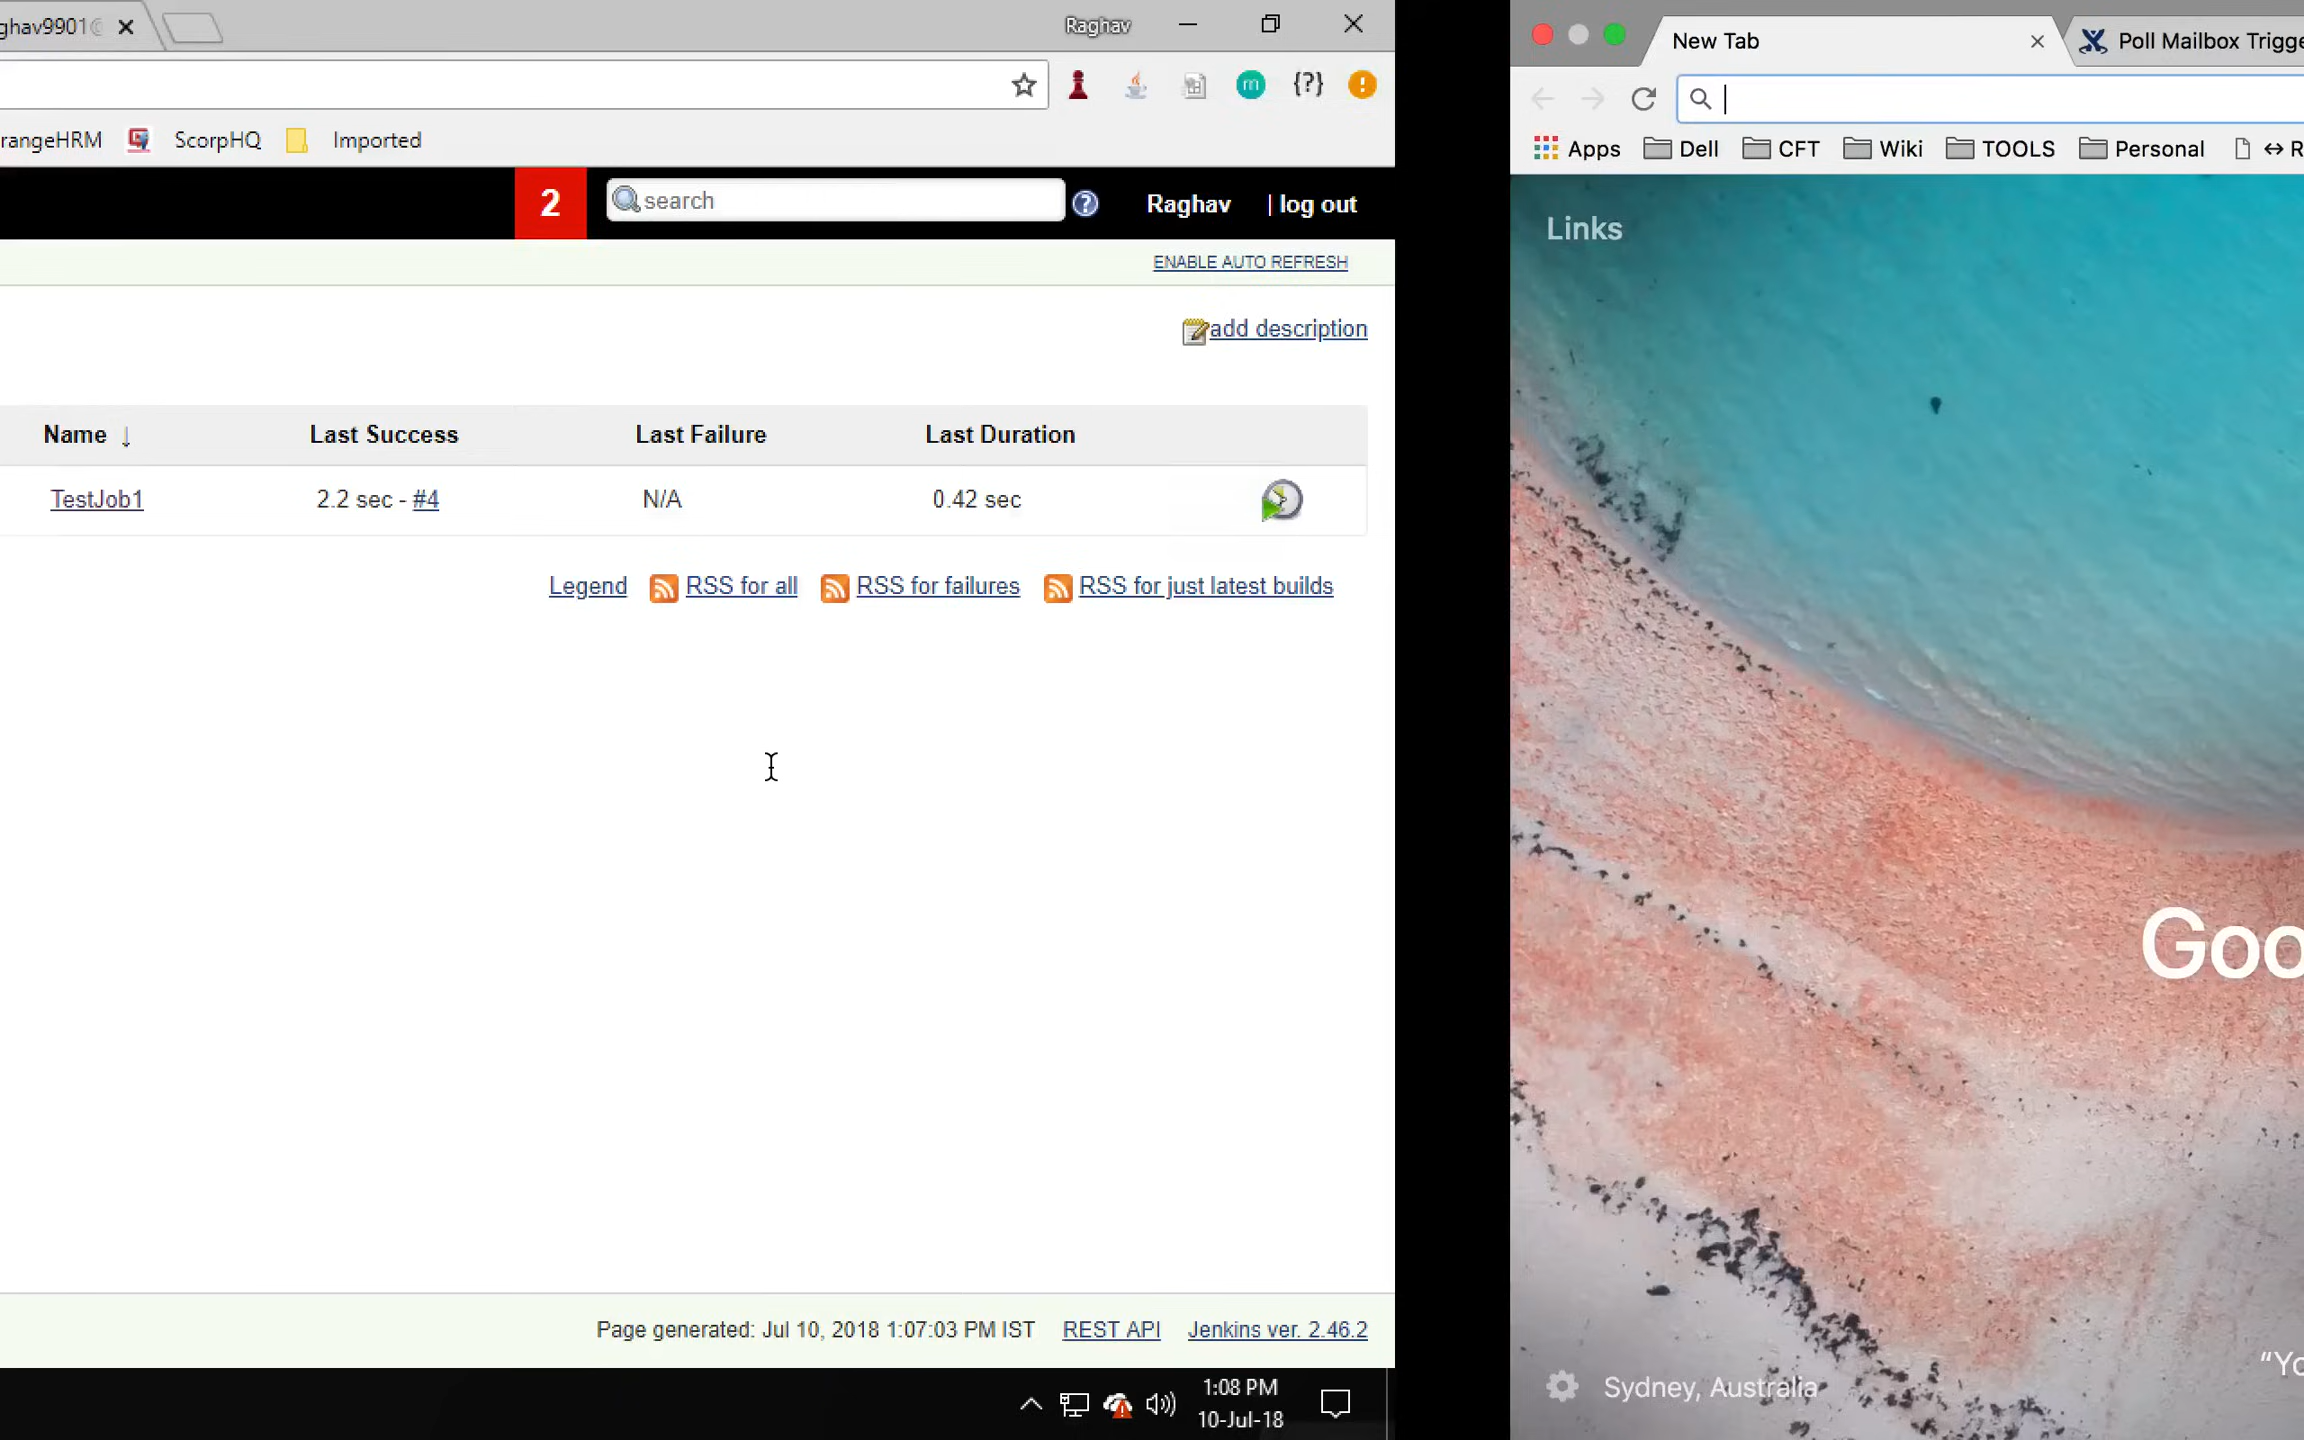 ghav9901@
Raghav
{?}
m
rangeHRM
ScorpHQ
Imported
2
search
Raghav
| log out
ENABLE AUTO REFRESH
add description
Name ↓ Last Success Last Failure Last Duration
TestJob1 2.2 sec - #4 N/A 0.42 sec
Legend RSS for all RSS for failures RSS for just latest builds
Page generated: Jul 10, 2018 1:07:03 PM IST REST API Jenkins ver. 2.46.2
1:08 PM
10-Jul-18
New Tab
Poll Mailbox Trigge
Apps Dell CFT Wiki TOOLS Personal ↔ R
Links
Goo
“Yo
Sydney, Australia